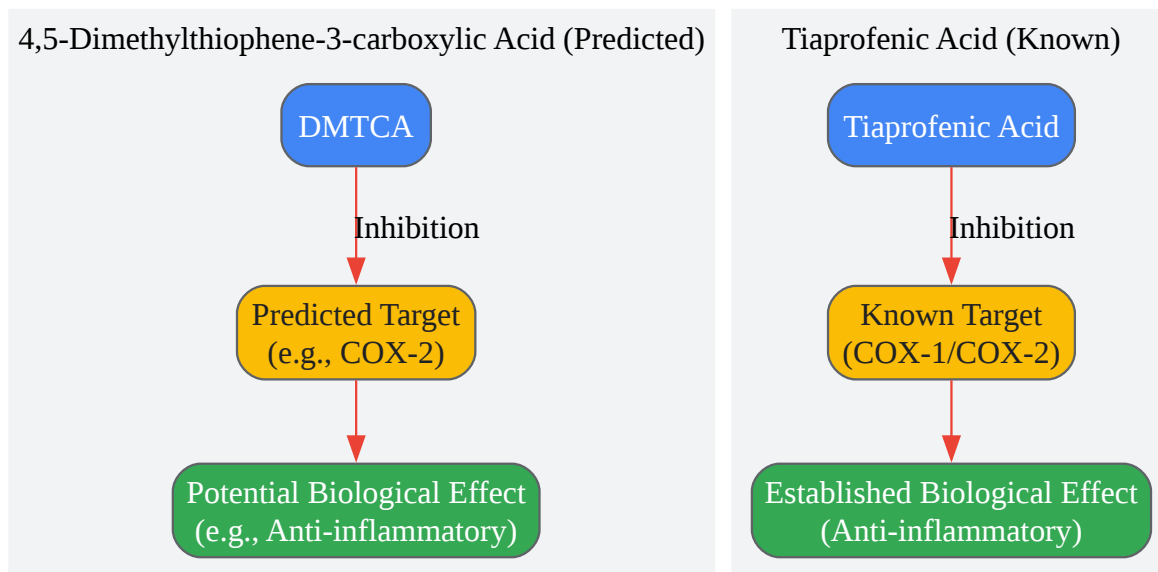 4,5-Dimethylthiophene-3-carboxylic Acid (Predicted)
DMTCA
Inhibition
Predicted Target
(e.g., COX-2)
Potential Biological Effect
(e.g., Anti-inflammatory)
Tiaprofenic Acid (Known)
Tiaprofenic Acid
Inhibition
Known Target
(COX-1/COX-2)
Established Biological Effect
(Anti-inflammatory)